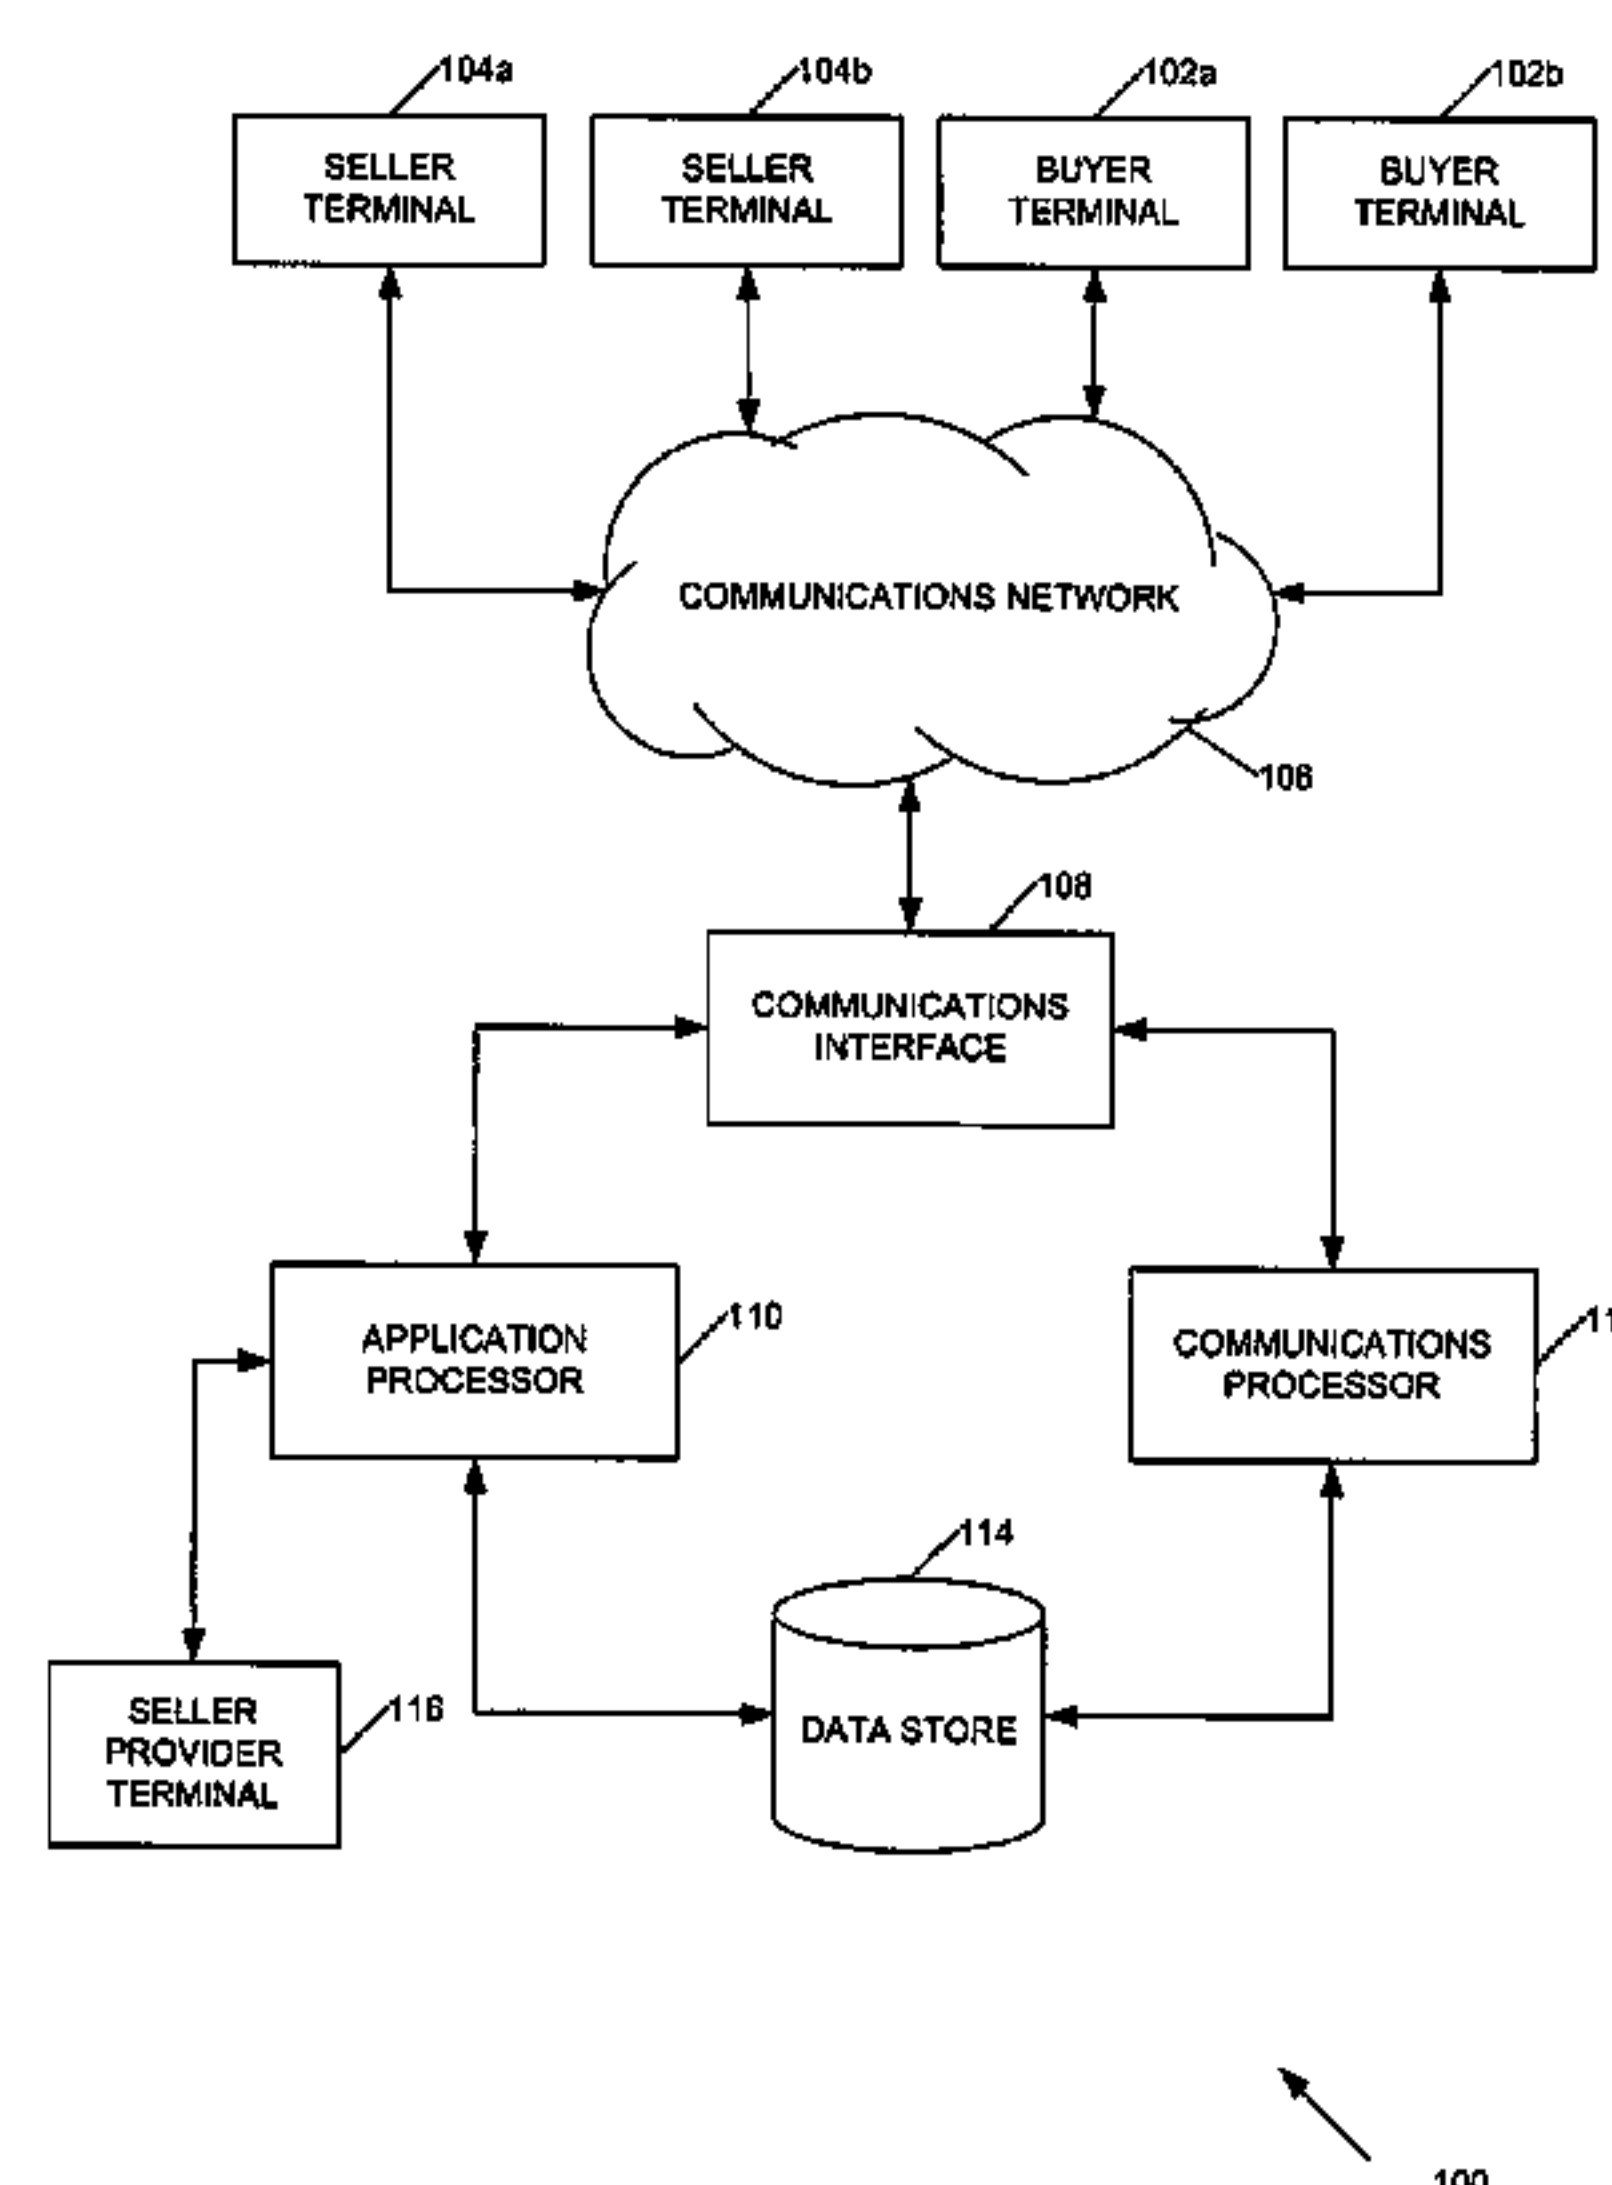 104a
104b
102a
102b
SELLER
TERMINAL
SELLER
TERMINAL
BUYER
TERMINAL
BUYER
TERMINAL
COMMUNICATIONS NETWORK
106
108
COMMUNICATIONS
INTERFACE
110
APPLICATION
PROCESSOR
COMMUNICATIONS
PROCESSOR
114
DATA STORE
116
SELLER
PROVIDER
TERMINAL
100